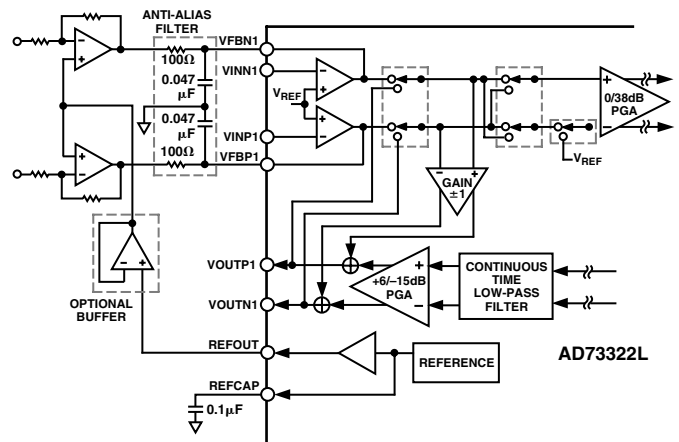 ANTI-ALIAS
FILTER
VFBN1
100Ω
VINN1
0.047
μF
VREF
0/38dB
PGA
0.047
μF
VINP1
100Ω
VFBP1
VREF
GAIN
±1
VOUTP1
+6/–15dB
PGA
CONTINUOUS
TIME
LOW-PASS
FILTER
OPTIONAL
BUFFER
VOUTN1
REFOUT
REFERENCE
AD73322L
REFCAP
0.1μF